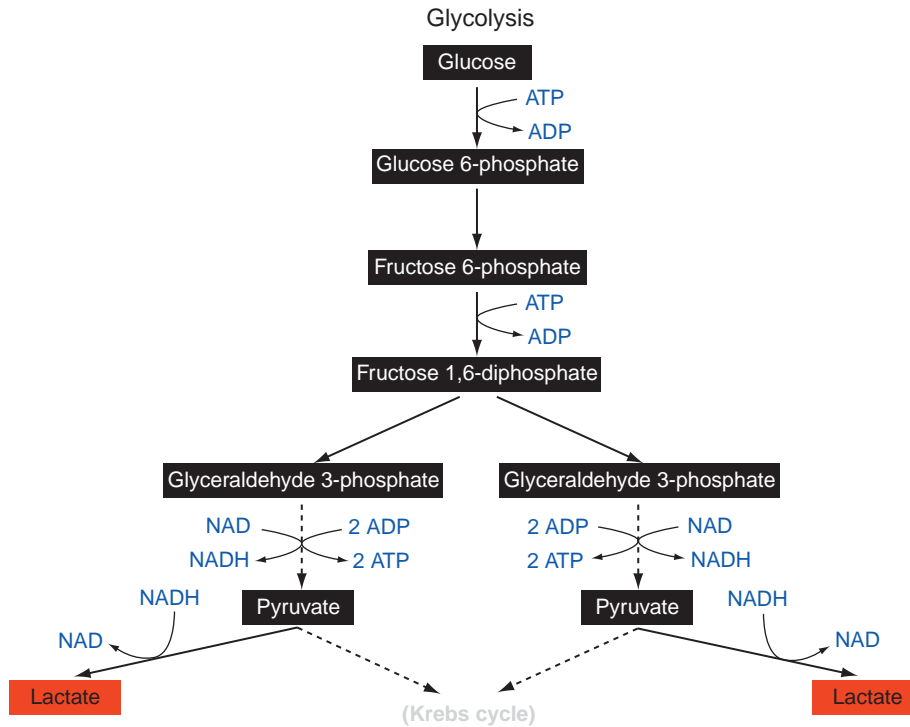 Glycolysis
Glucose
ATP
ADP
Glucose 6-phosphate
Fructose 6-phosphate
ATP
ADP
Fructose 1,6-diphosphate
Glyceraldehyde 3-phosphate
Glyceraldehyde 3-phosphate
NAD
2 ADP
2 ADP
NAD
NADH
2 ATP
2 ATP
NADH
NADH
Pyruvate
Pyruvate
NADH
NAD
NAD
Lactate
Lactate
(Krebs cycle)